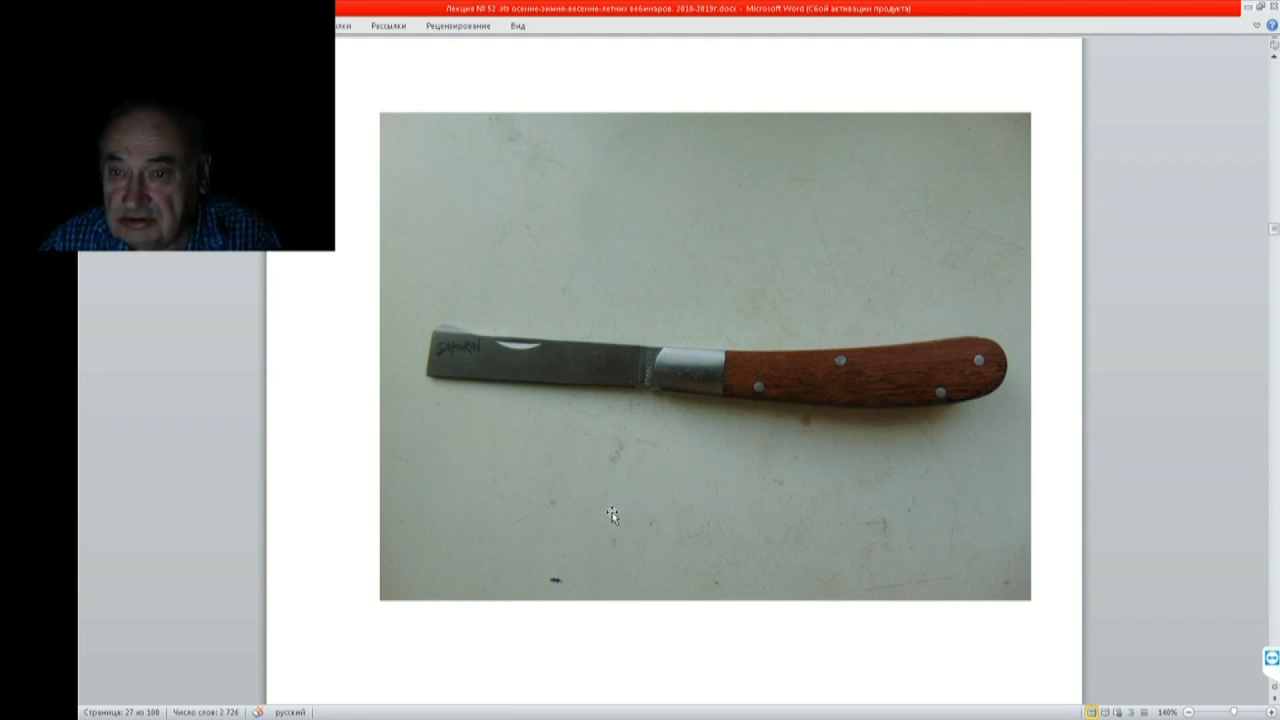 Лекция № 52 .Из осенне-зимне-весенне-летних вебинаров. 2018-2019г.docx - Microsoft Word (Сбой активации продукта)
Рассылки Рецензирование Вид
SAMURAI
Страница: 27 из 100 Число слов: 2 726 русский 140%